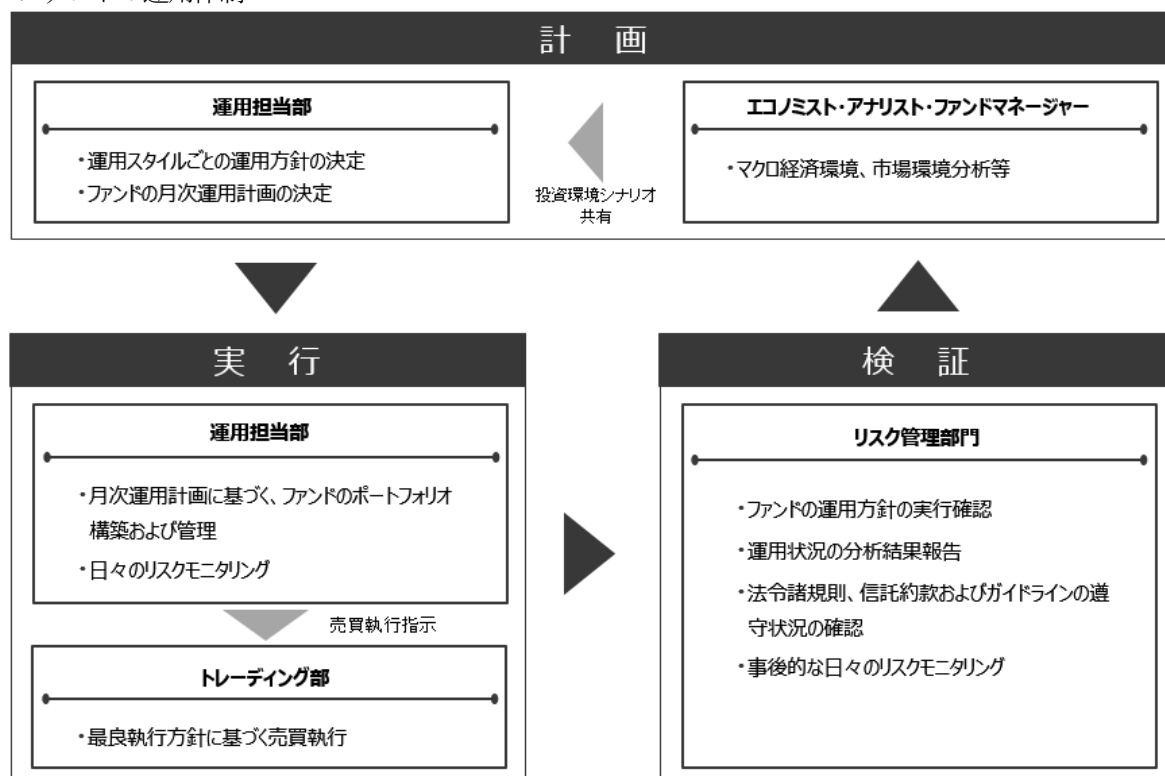 計 画
運用担当部
・運用スタイルごとの運用方針の決定
・ファンドの月次運用計画の決定
投資環境シナリオ
共有
エコノミスト・アナリスト・ファンドマネージャー
・マクロ経済環境、市場環境分析等
実 行
運用担当部
・月次運用計画に基づく、ファンドのポートフォリオ
構築および管理
・日々のリスクモニタリング
売買執行指示
トレーディング部
・最良執行方針に基づく売買執行
検 証
リスク管理部門
・ファンドの運用方針の実行確認
・運用状況の分析結果報告
・法令諸規則、信託約款およびガイドラインの遵
守状況の確認
・事後的な日々のリスクモニタリング